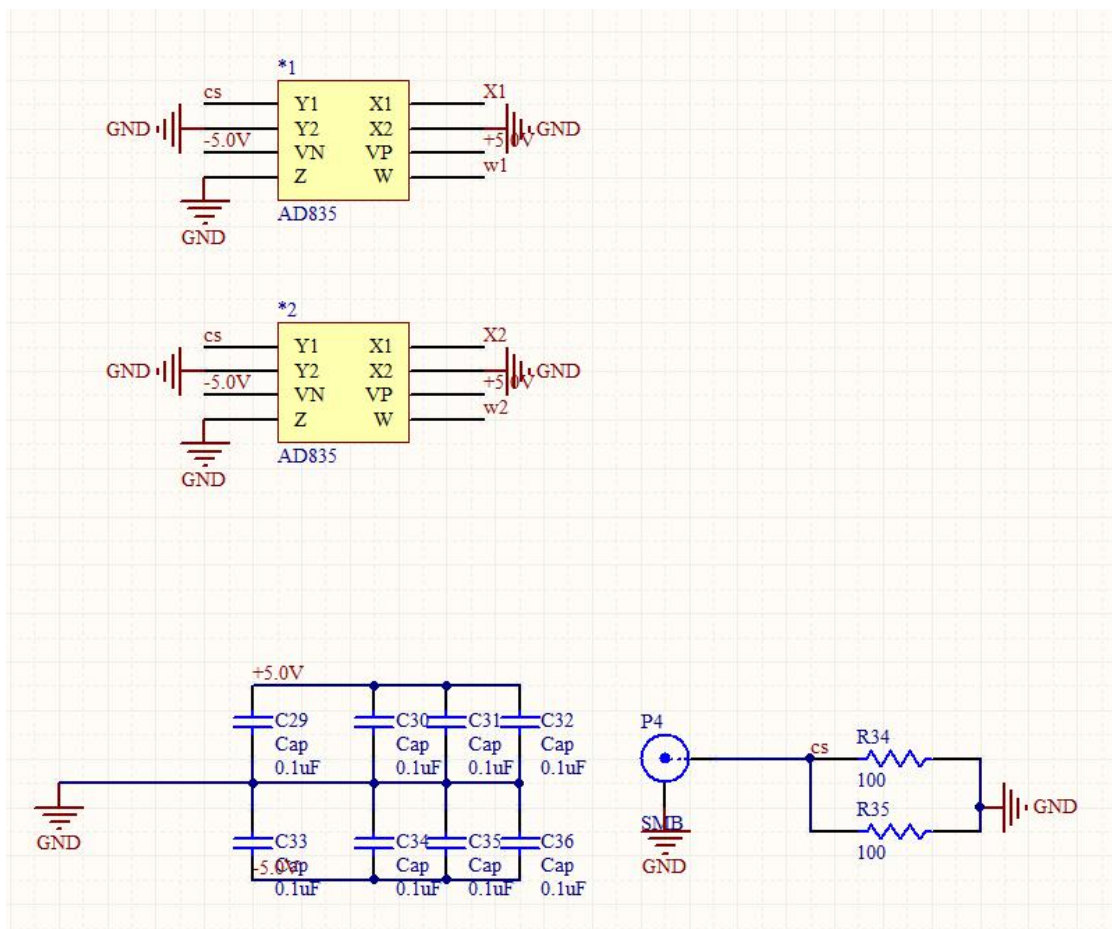 *1
cs Y1 X1 X1
GND Y2 X2 GND
-5.0V VN VP +5.0V
Z W w1
AD835
GND
*2
cs Y1 X1 X2
GND Y2 X2 GND
-5.0V VN VP +5.0V
Z W w2
AD835
GND
+5.0V
C29 C30 C31 C32
Cap Cap Cap Cap
0.1uF 0.1uF 0.1uF 0.1uF
GND
C33 C34 C35 C36
Cap Cap Cap Cap
-5.0V
0.1uF 0.1uF 0.1uF 0.1uF
P4
SMB
GND
cs
R34
100
R35
100
GND